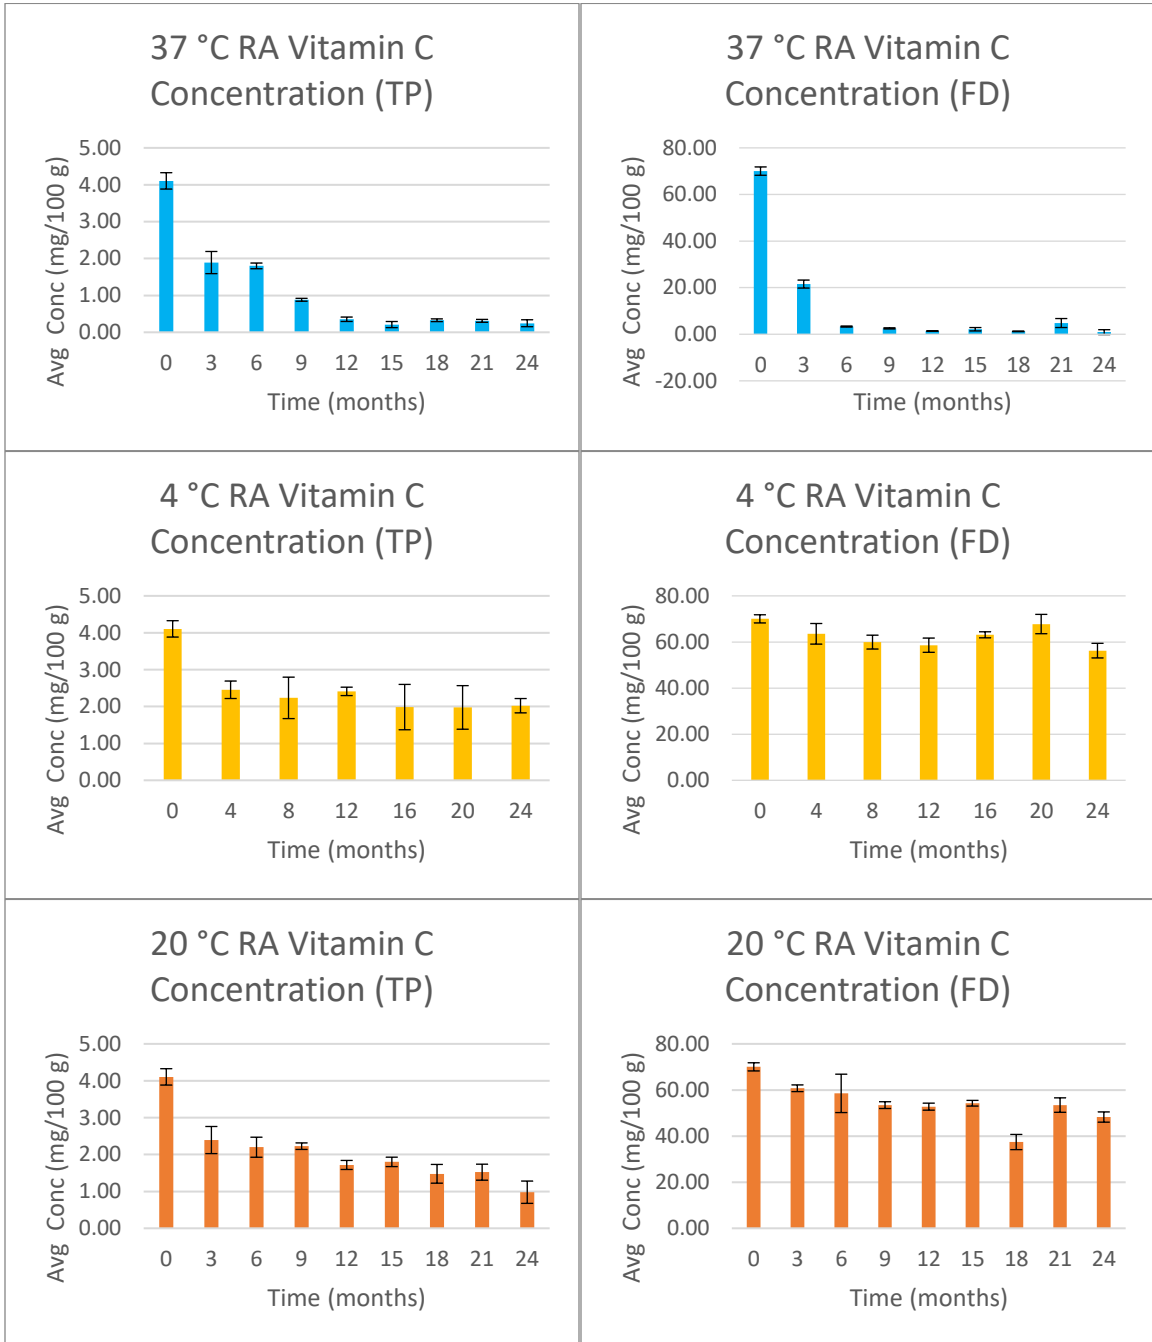 37 °C RA Vitamin C
Concentration (TP)
Avg Conc (mg/100 g)
5.00
4.00
3.00
2.00
1.00
0.00
0 3 6 9 12 15 18 21 24
Time (months)
37 °C RA Vitamin C
Concentration (FD)
Avg Conc (mg/100 g)
80.00
60.00
40.00
20.00
0.00
-20.00
0 3 6 9 12 15 18 21 24
Time (months)
4 °C RA Vitamin C
Concentration (TP)
Avg Conc (mg/100 g)
5.00
4.00
3.00
2.00
1.00
0.00
0 4 8 12 16 20 24
Time (months)
4 °C RA Vitamin C
Concentration (FD)
Avg Conc (mg/100 g)
80.00
60.00
40.00
20.00
0.00
0 4 8 12 16 20 24
Time (months)
20 °C RA Vitamin C
Concentration (TP)
Avg Conc (mg/100 g)
5.00
4.00
3.00
2.00
1.00
0.00
0 3 6 9 12 15 18 21 24
Time (months)
20 °C RA Vitamin C
Concentration (FD)
Avg Conc (mg/100 g)
80.00
60.00
40.00
20.00
0.00
0 3 6 9 12 15 18 21 24
Time (months)